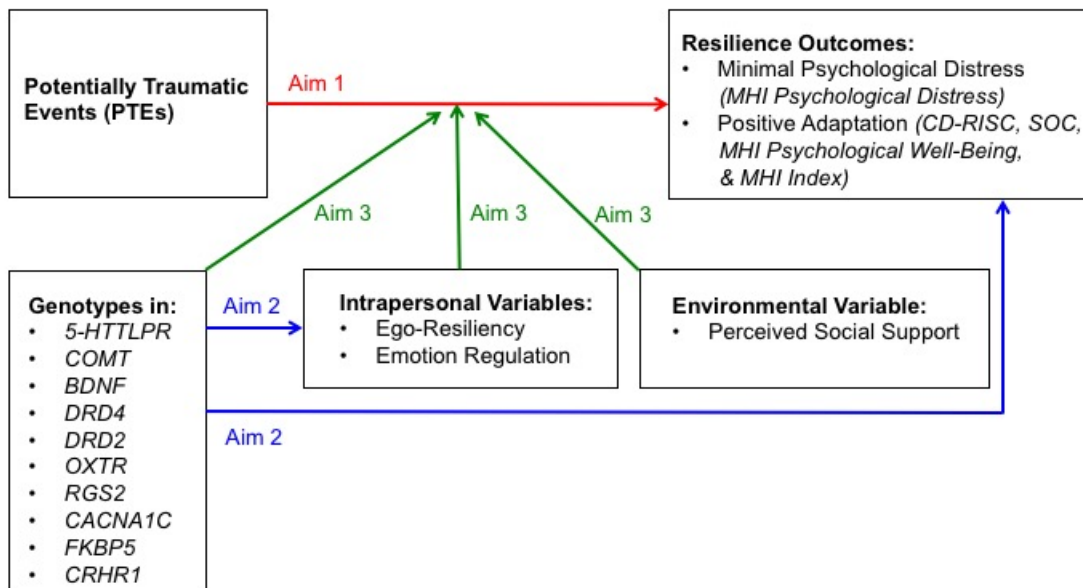 Potentially Traumatic
Events (PTEs)
Aim 1
Resilience Outcomes:
• Minimal Psychological Distress
(MHI Psychological Distress)
• Positive Adaptation (CD-RISC, SOC,
MHI Psychological Well-Being,
& MHI Index)
Aim 3
Aim 3
Aim 3
Genotypes in:
• 5-HTTLPR
• COMT
• BDNF
• DRD4
• DRD2
• OXTR
• RGS2
• CACNA1C
• FKBP5
• CRHR1
Aim 2
Intrapersonal Variables:
• Ego-Resiliency
• Emotion Regulation
Environmental Variable:
• Perceived Social Support
Aim 2